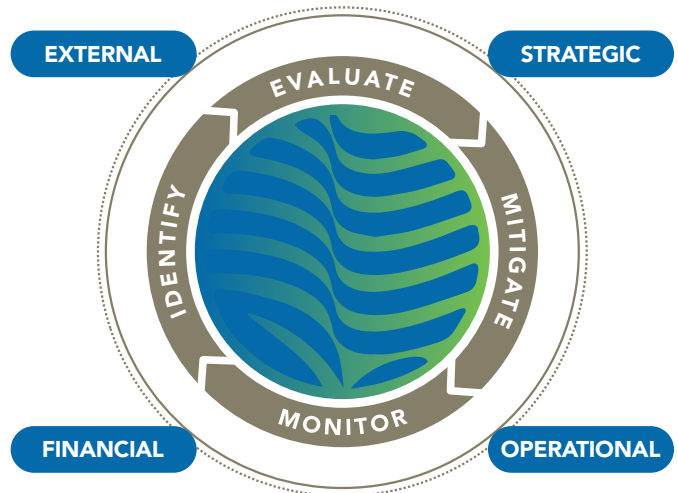 EXTERNAL
STRATEGIC
EVALUATE
IDENTIFY
MITIGATE
MONITOR
FINANCIAL
OPERATIONAL